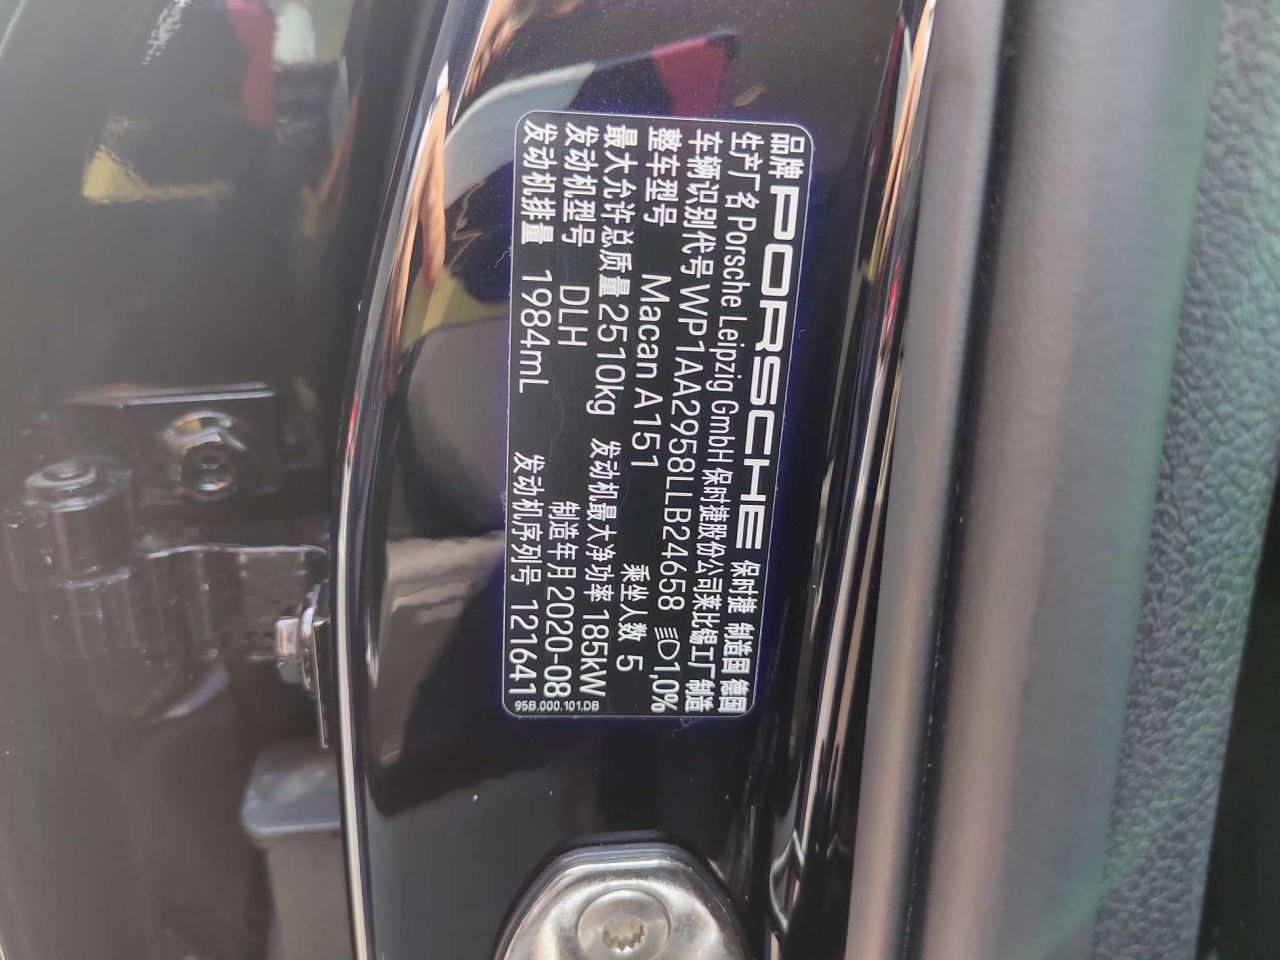 品牌 PORSCHE 保时捷 制造国 德国
生产厂名 Porsche Leipzig GmbH 保时捷股份公司莱比锡工厂制造
车辆识别代号 WP1AA2958LLB24658 1,0%
整车型号 Macan A151 乘坐人数 5
最大允许总质量 2510kg 发动机最大净功率 185kW
发动机型号 DLH 制造年月 2020-08
发动机排量 1984mL 发动机序列号 121641
95B.000.101.DB